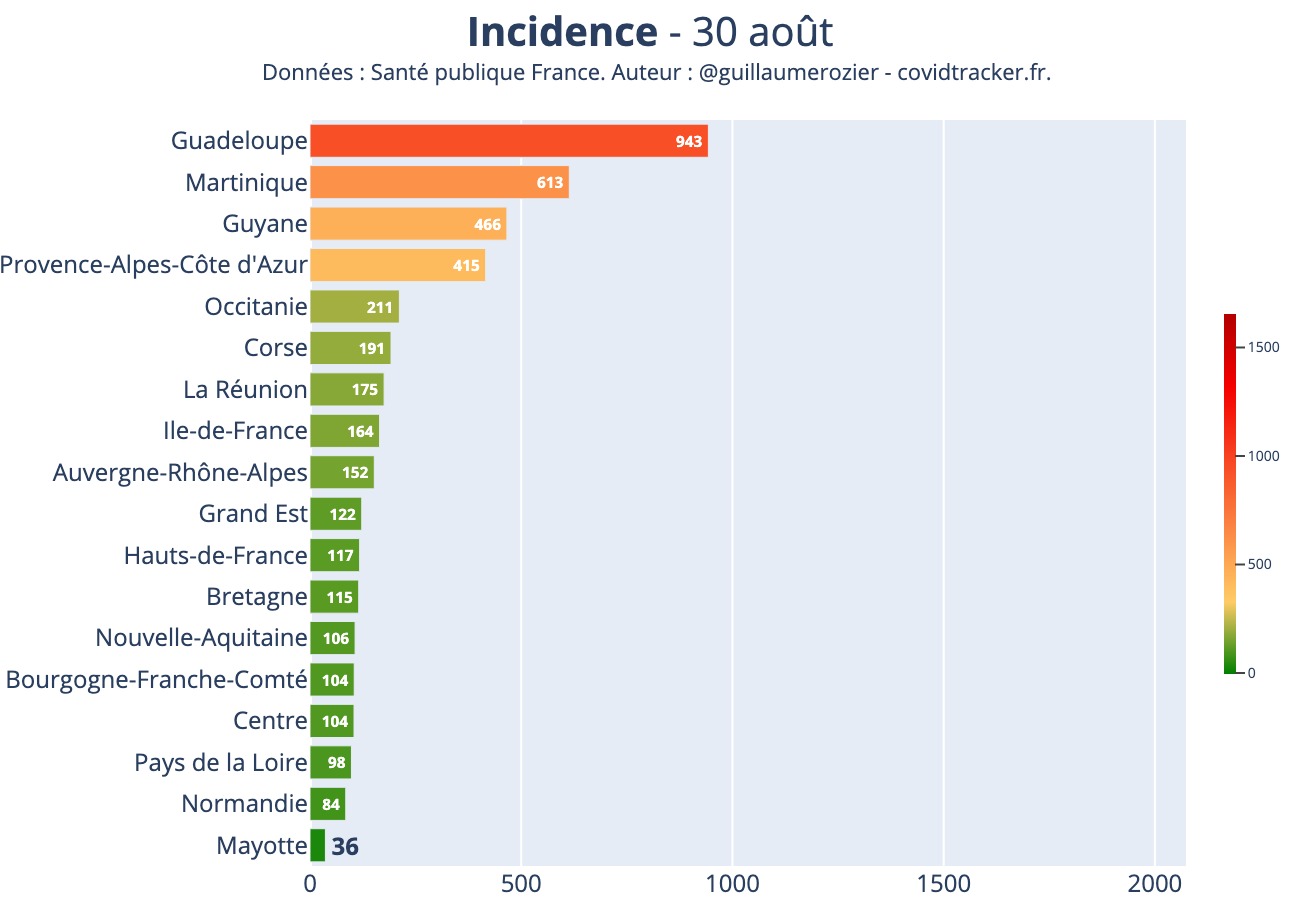 Incidence - 30 août
Données : Santé publique France. Auteur : @guillaumerozier - covidtracker.fr.
Guadeloupe 943
Martinique 613
Guyane 466
Provence-Alpes-Côte d'Azur 415
Occitanie 211
Corse 191
La Réunion 175
Ile-de-France 164
Auvergne-Rhône-Alpes 152
Grand Est 122
Hauts-de-France 117
Bretagne 115
Nouvelle-Aquitaine 106
Bourgogne-Franche-Comté 104
Centre 104
Pays de la Loire 98
Normandie 84
Mayotte 36
0 500 1000 1500 2000
1500
1000
500
0